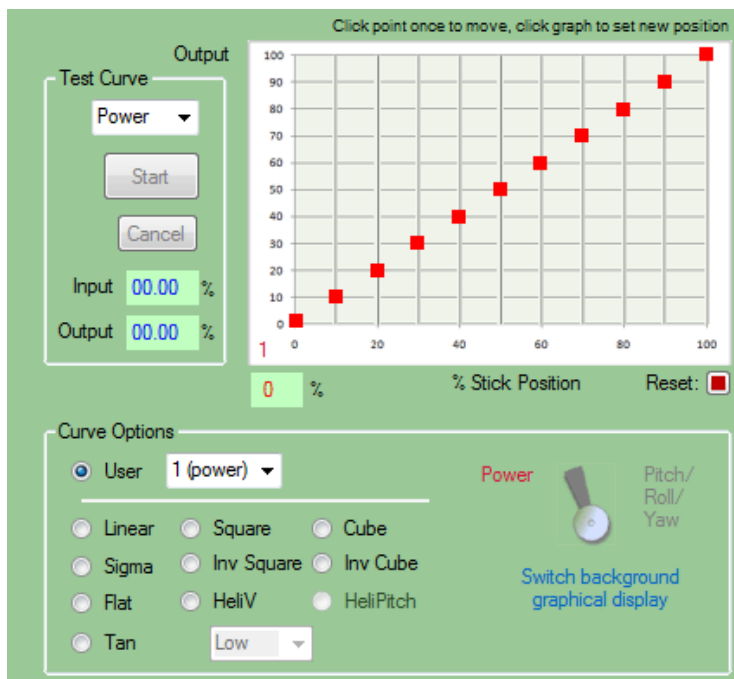 Click point once to move, click graph to set new position
Output
Test Curve
Power
Start
Cancel
Input 00.00 %
Output 00.00 %
100
90
80
70
60
50
40
30
20
10
0
0 20 40 60 80 100
1
0 %
% Stick Position
Reset:
Curve Options
User 1 (power)
Power
Pitch/
Roll/
Yaw
Linear Square Cube
Sigma Inv Square Inv Cube
Flat HeliV HeliPitch
Tan Low
Switch background
graphical display